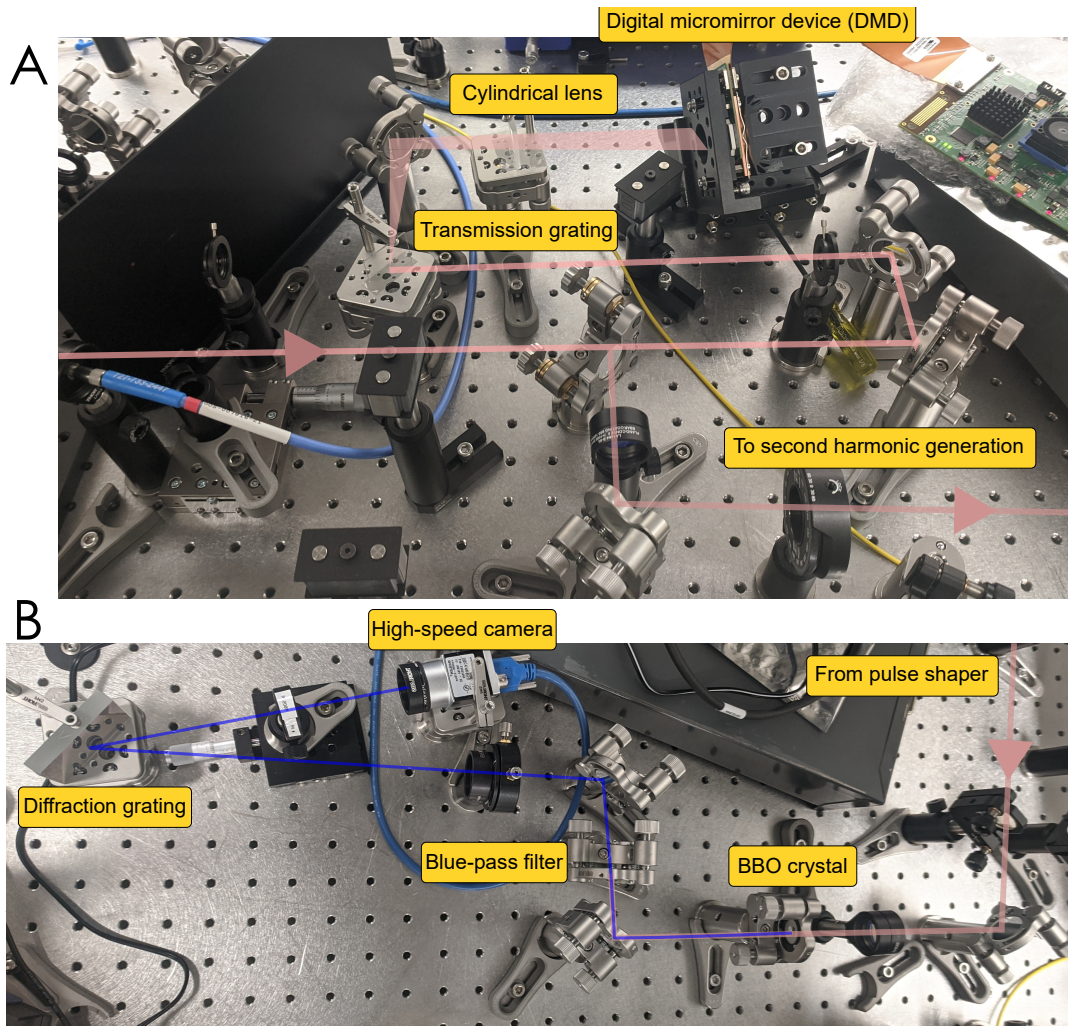 Digital micromirror device (DMD)
A
Cylindrical lens
Transmission grating
To second harmonic generation
B
High-speed camera
From pulse shaper
Diffraction grating
Blue-pass filter
BBO crystal